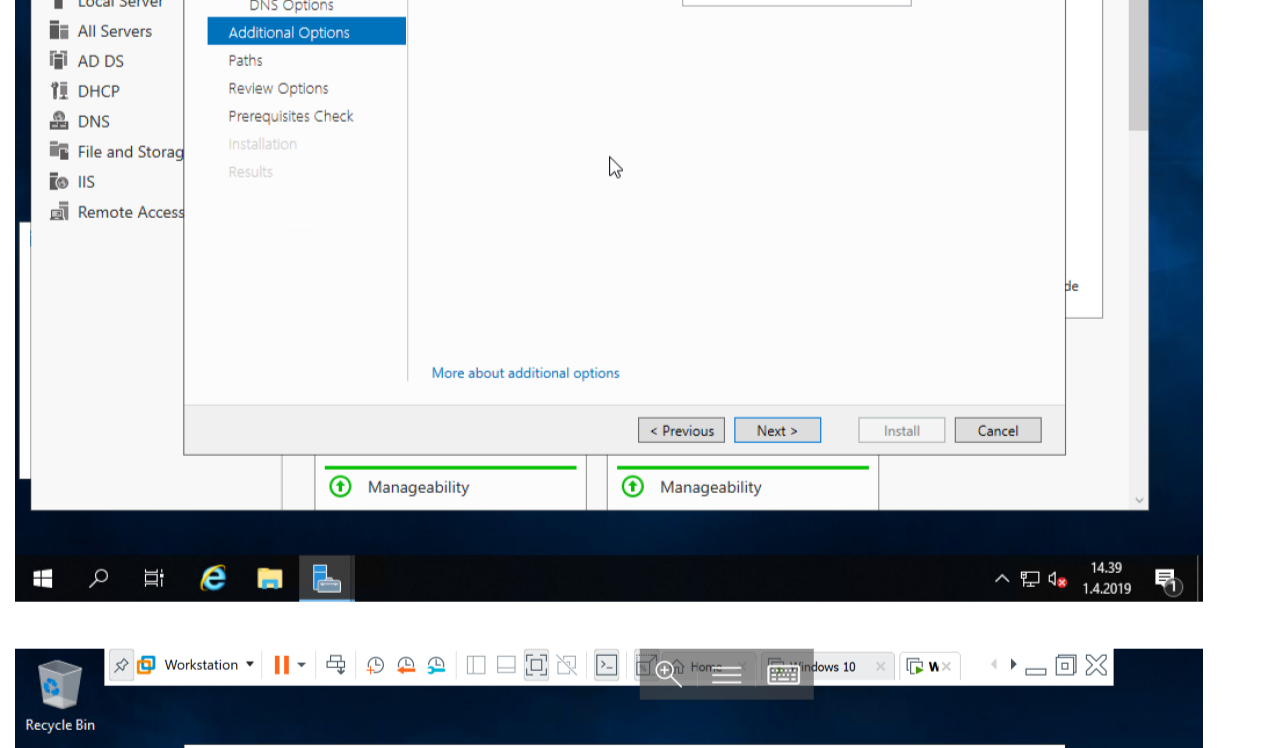 Local Server
DNS Options
All Servers
Additional Options
AD DS
Paths
DHCP
Review Options
DNS
Prerequisites Check
File and Storag
Installation
IIS
Results
Remote Access
de
More about additional options
< Previous
Next >
Install
Cancel
Manageability
Manageability
14.39
1.4.2019
1
Workstation
Home
Windows 10
W
Recycle Bin